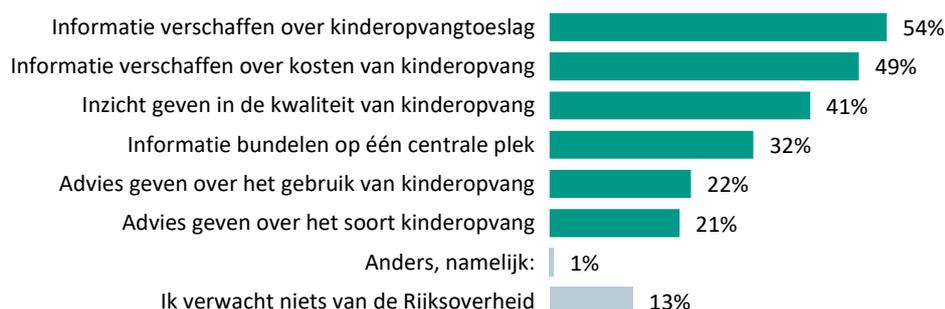 Informatie verschaffen over kinderopvangtoeslag 54%
Informatie verschaffen over kosten van kinderopvang 49%
Inzicht geven in de kwaliteit van kinderopvang 41%
Informatie bundelen op één centrale plek 32%
Advies geven over het gebruik van kinderopvang 22%
Advies geven over het soort kinderopvang 21%
Anders, namelijk: 1%
Ik verwacht niets van de Rijksoverheid 13%